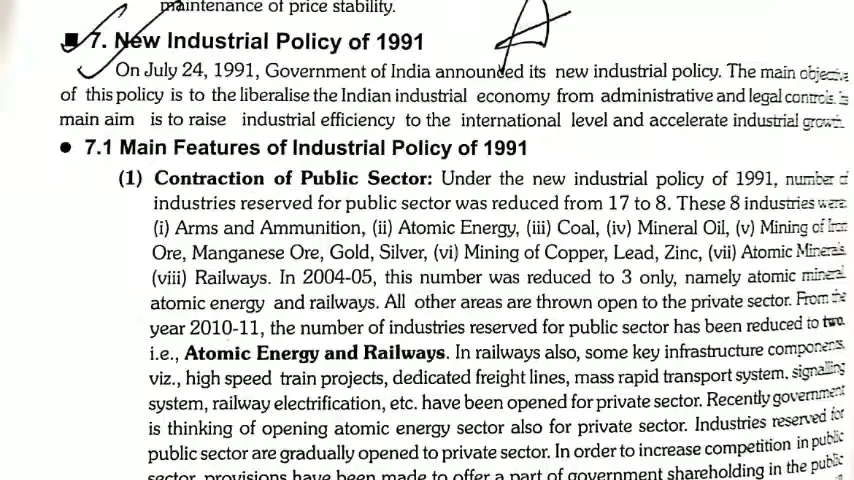 maintenance of price stability.
■ 7. New Industrial Policy of 1991
On July 24, 1991, Government of India announced its new industrial policy. The main objective
of this policy is to the liberalise the Indian industrial economy from administrative and legal controls. Its
main aim is to raise industrial efficiency to the international level and accelerate industrial growth.
● 7.1 Main Features of Industrial Policy of 1991
(1) Contraction of Public Sector: Under the new industrial policy of 1991, number of
industries reserved for public sector was reduced from 17 to 8. These 8 industries were:
(i) Arms and Ammunition, (ii) Atomic Energy, (iii) Coal, (iv) Mineral Oil, (v) Mining of Iron
Ore, Manganese Ore, Gold, Silver, (vi) Mining of Copper, Lead, Zinc, (vii) Atomic Minerals
(viii) Railways. In 2004-05, this number was reduced to 3 only, namely atomic mineral
atomic energy and railways. All other areas are thrown open to the private sector. From the
year 2010-11, the number of industries reserved for public sector has been reduced to two,
i.e., Atomic Energy and Railways. In railways also, some key infrastructure components,
viz., high speed train projects, dedicated freight lines, mass rapid transport system, signalling
system, railway electrification, etc. have been opened for private sector. Recently government
is thinking of opening atomic energy sector also for private sector. Industries reserved for
public sector are gradually opened to private sector. In order to increase competition in public
sector, provisions have been made to offer a part of government shareholding in the public